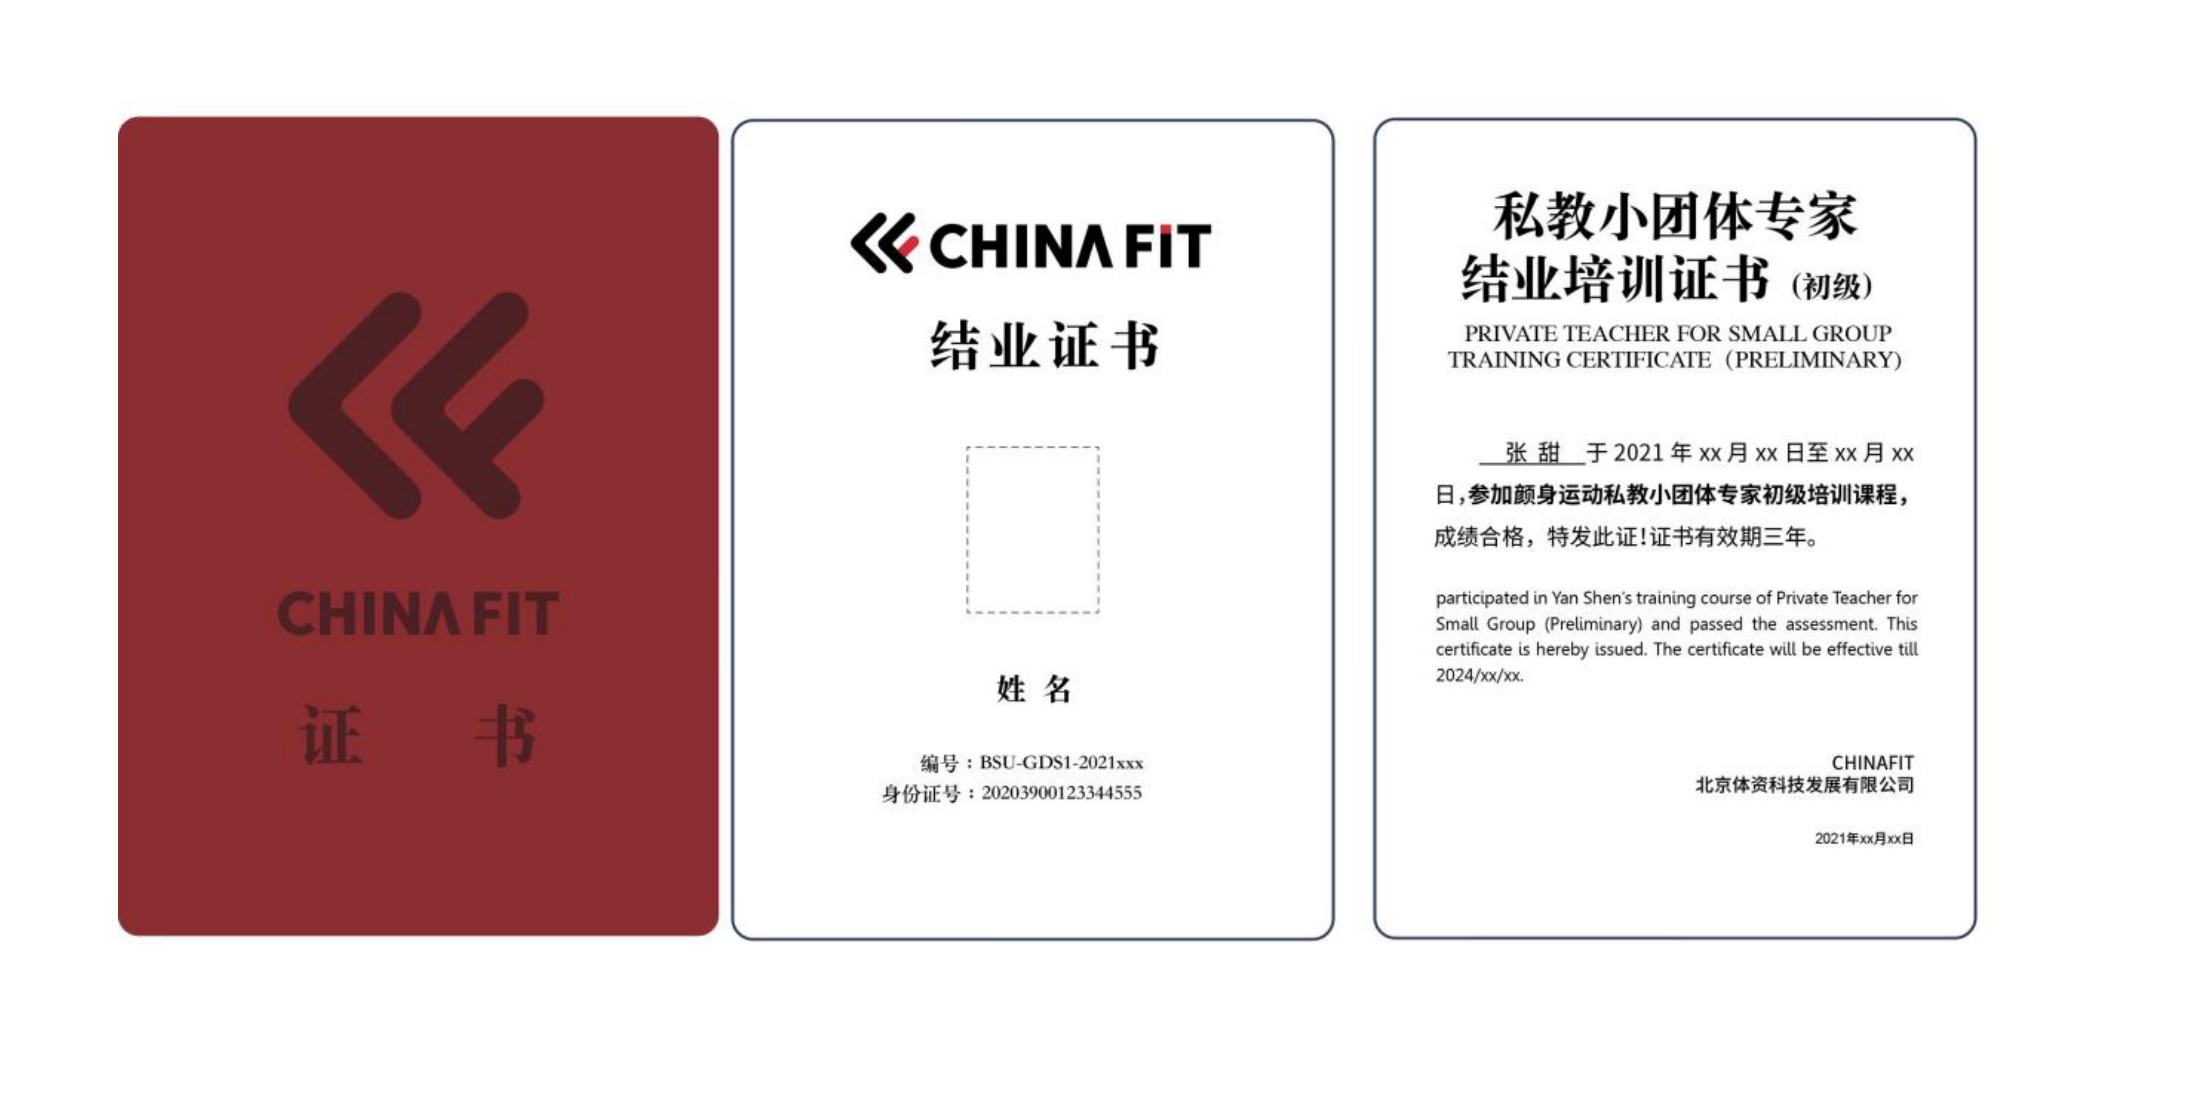 CHINA FIT
证 书
CHINA FIT
结业证书
姓 名
编号：BSU-GDS1-2021xxx
身份证号：20203900123344555
私教小团体专家
结业培训证书（初级）
PRIVATE TEACHER FOR SMALL GROUP
TRAINING CERTIFICATE（PRELIMINARY）
张 甜 于 2021 年 xx 月 xx 日至 xx 月 xx
日，参加颜身运动私教小团体专家初级培训课程，
成绩合格，特发此证！证书有效期三年。
participated in Yan Shen's training course of Private Teacher for
Small Group (Preliminary) and passed the assessment. This
certificate is hereby issued. The certificate will be effective till
2024/xx/xx.
CHINAFIT
北京体资科技发展有限公司
2021年xx月xx日